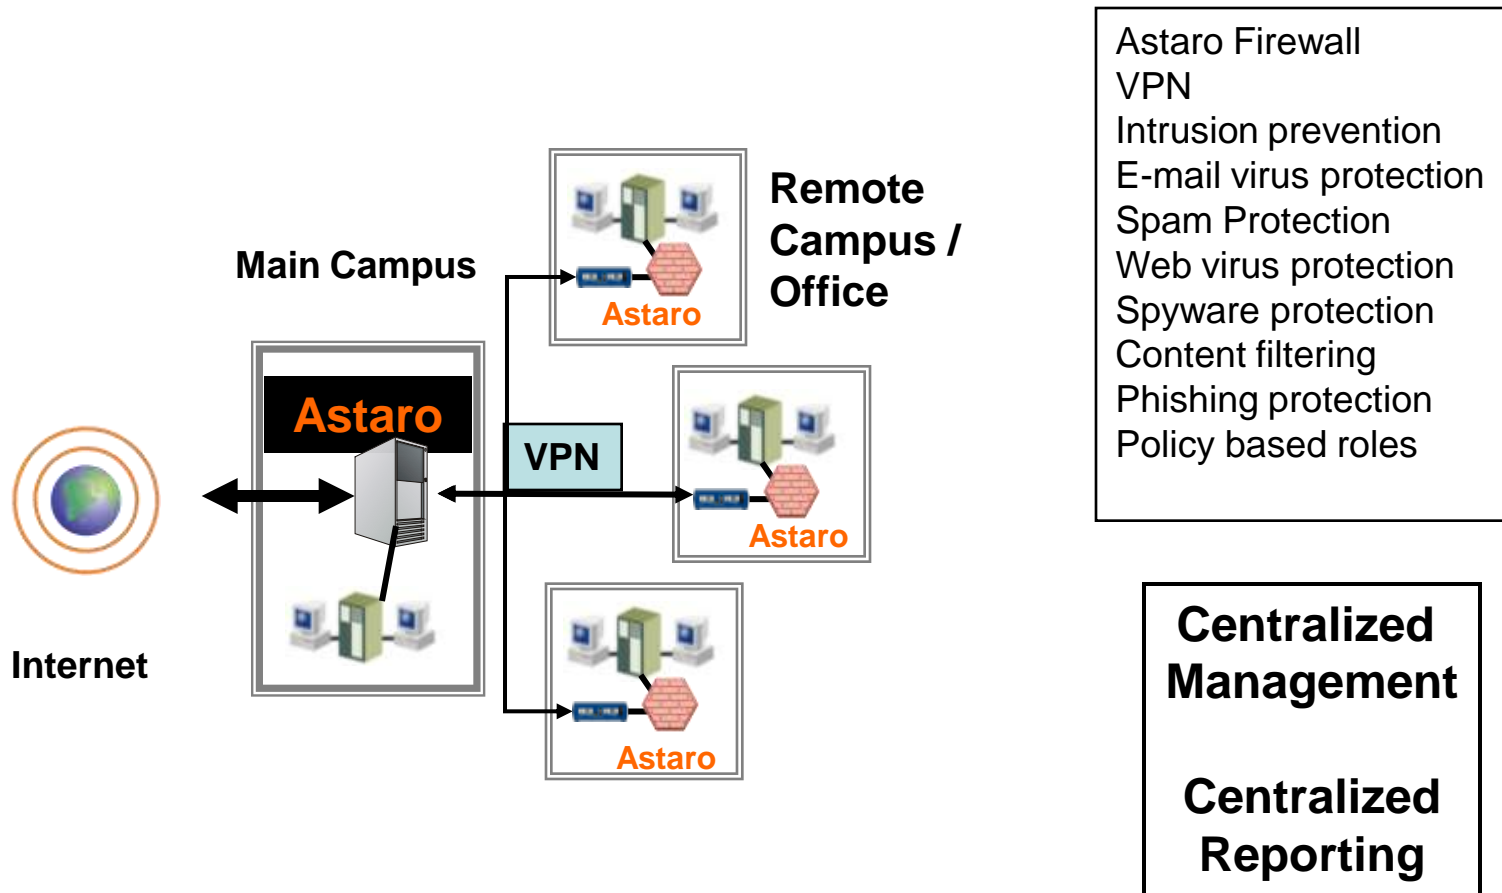 Main Campus
Remote
Campus /
Office
Astaro
Astaro
VPN
Astaro
Astaro
Internet
Astaro Firewall
VPN
Intrusion prevention
E-mail virus protection
Spam Protection
Web virus protection
Spyware protection
Content filtering
Phishing protection
Policy based roles
Centralized
Management
Centralized
Reporting